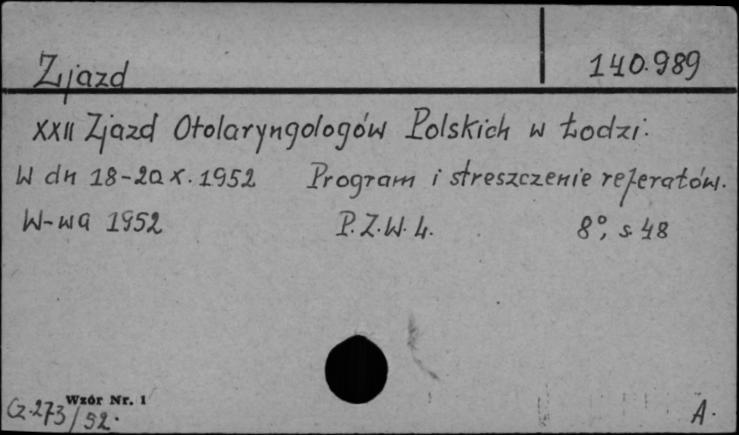 Zjazd 140.989
XXII Zjazd Otolaryngologów Polskich w Łodzi.
W dn 18-20 X. 1952 Program i streszczenie referatów.
W-wa 1952 P.Z.W.L. 8°, s 48
Wzór Nr. 1
Cz.273/52. A.